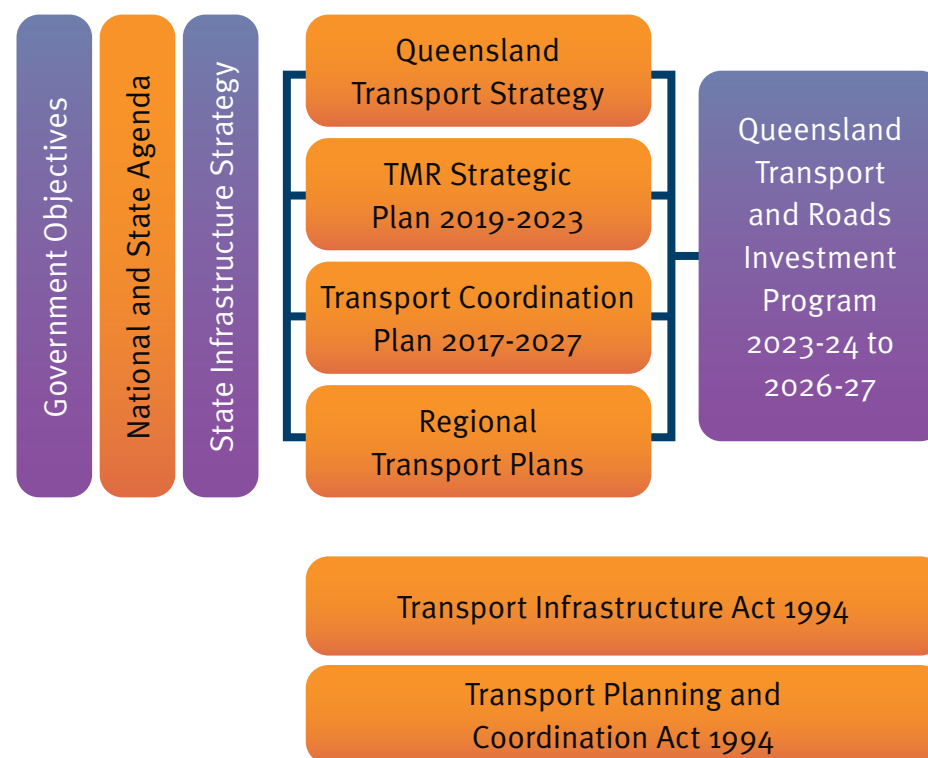 Government Objectives
National and State Agenda
State Infrastructure Strategy
Queensland
Transport Strategy
TMR Strategic
Plan 2019-2023
Transport Coordination
Plan 2017-2027
Regional
Transport Plans
Queensland
Transport
and Roads
Investment
Program
2023-24 to
2026-27
Transport Infrastructure Act 1994
Transport Planning and
Coordination Act 1994